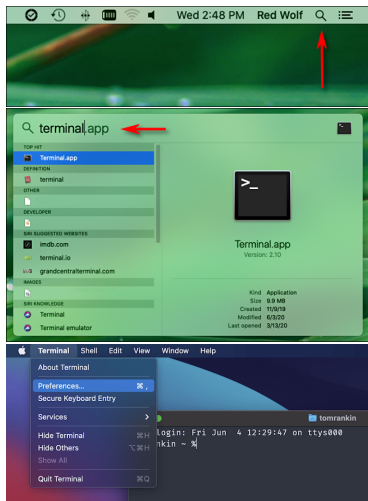 Wed 2:48 PM Red Wolf
terminal.app
TOP HIT
Terminal.app
DEFINITION
terminal
OTHER
DEVELOPER
SIRI SUGGESTED WEBSITES
imdb.com
terminal.io
grandcentralterminal.com
IMAGES
SIRI KNOWLEDGE
Terminal
Terminal emulator
Terminal.app
Version: 2.10
Kind Application
Size 9.9 MB
Created 11/9/19
Modified 6/3/20
Last opened 3/13/20
Terminal Shell Edit View Window Help
About Terminal
Preferences... ⌘ ,
Secure Keyboard Entry
Services >
Hide Terminal ⌘H
Hide Others ⌥⌘H
Show All
Quit Terminal ⌘Q
tomrankin
login: Fri Jun 4 12:29:47 on ttys000
nkin ~ %